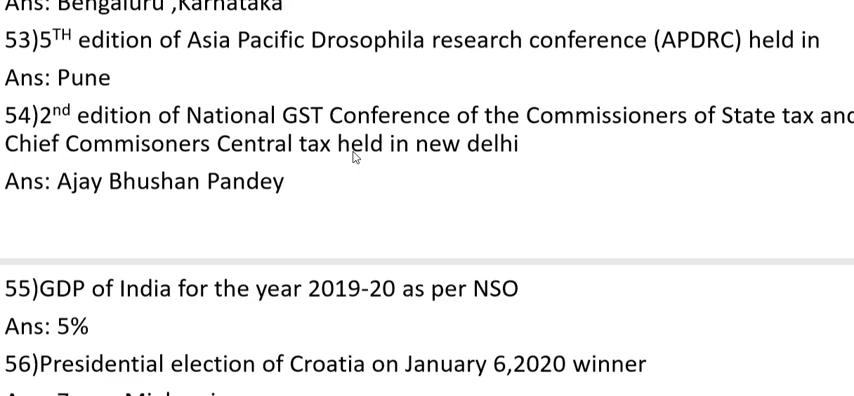 Ans: Bengaluru ,Karnataka
53)5TH edition of Asia Pacific Drosophila research conference (APDRC) held in
Ans: Pune
54)2nd edition of National GST Conference of the Commissioners of State tax and
Chief Commisoners Central tax held in new delhi
Ans: Ajay Bhushan Pandey
55)GDP of India for the year 2019-20 as per NSO
Ans: 5%
56)Presidential election of Croatia on January 6,2020 winner